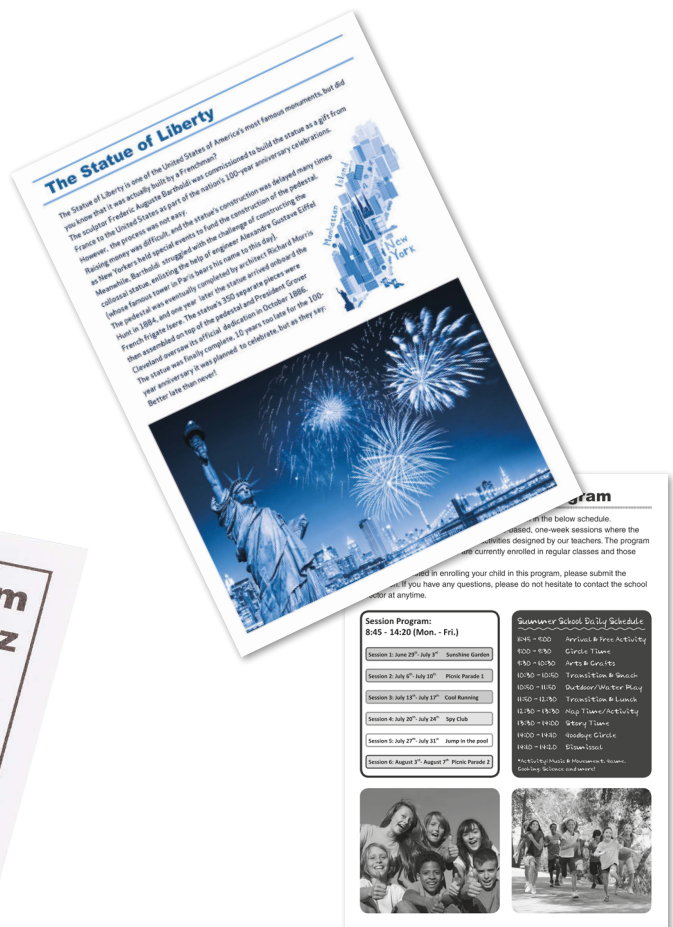 The Statue of Liberty
The Statue of Liberty is one of the United States of America's most famous monuments, but did
you know that it was actually built by a Frenchman?
The sculptor Frederic Auguste Bartholdi was commissioned to build the statue as a gift from
France to the United States as part of the nation's 100-year anniversary celebrations.
However, the process was not easy.
Raising money was difficult, and the statue's construction was delayed many times
as New Yorkers held special events to fund the construction of the pedestal.
Meanwhile, Bartholdi struggled with the challenge of constructing the
collossal statue, enlisting the help of engineer Alexandre Gustave Eiffel
(whose famous tower in Paris bears his name to this day).
The pedestal was eventually completed by architect Richard Morris
Hunt in 1884, and one year later the statue arrived onboard the
French frigate Isere. The statue's 350 separate pieces were
then assembled on top of the pedestal and President Grover
Cleveland oversaw its official dedication in October 1886.
The statue was finally complete, 10 years too late for the 100-
year anniversary it was planned to celebrate, but as they say:
Better late than never!
Manhattan Island
New
York
gram
in the below schedule.
based, one-week sessions where the
activities designed by our teachers. The program
are currently enrolled in regular classes and those
in enrolling your child in this program, please submit the
If you have any questions, please do not hesitate to contact the school
at anytime.
Session Program:
8:45 - 14:20 (Mon. - Fri.)
Session 1: June 29th- July 3rd Sunshine Garden
Session 2: July 6th- July 10th Picnic Parade 1
Session 3: July 13th- July 17th Cool Running
Session 4: July 20th- July 24th Spy Club
Session 5: July 27th- July 31st Jump in the pool
Session 6: August 3rd- August 7th Picnic Parade 2
Summer School Daily Schedule
8:45 - 9:00 Arrival & Free Activity
9:00 - 9:30 Circle Time
9:30 - 10:30 Arts & Crafts
10:30 - 10:50 Transition & Snach
10:50 - 11:50 Outdoor/Water Play
11:50 - 12:30 Transition & Lunch
12:30 - 13:30 Nap Time/Activity
13:30 - 14:00 Story Time
14:00 - 14:10 Goodbye Circle
14:10 - 14:20 Dismissal
*Activity: Music & Movement, Game,
Cooking, Science and more!
m
z